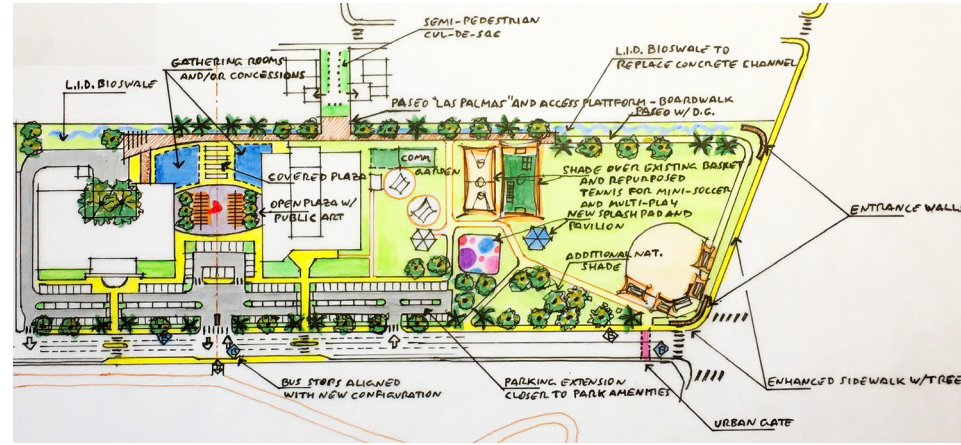 SEMI-PEDESTRIAN
CUL-DE-SAC
GATHERING ROOMS
AND/OR CONCESSIONS
L.I.D. BIOSWALE
L.I.D. BIOSWALE TO
REPLACE CONCRETE CHANNEL
PASEO "LAS PALMAS" AND ACCESS PLATTFORM - BOARDWALK
PASEO W/ D.G.
COMM.
GARDEN
COVERED PLAZA
SHADE OVER EXISTING BASKET
AND REPURPOSED
TENNIS FOR MINI-SOCCER
AND MULTI-PLAY
OPEN PLAZA W/
PUBLIC ART
NEW SPLASH PAD AND
PAVILION
ENTRANCE WALL
ADDITIONAL NAT.
SHADE
BUS STOPS ALIGNED
WITH NEW CONFIGURATION
PARKING EXTENSION
CLOSER TO PARK AMENITIES
ENHANCED SIDEWALK W/TREE
URBAN GATE